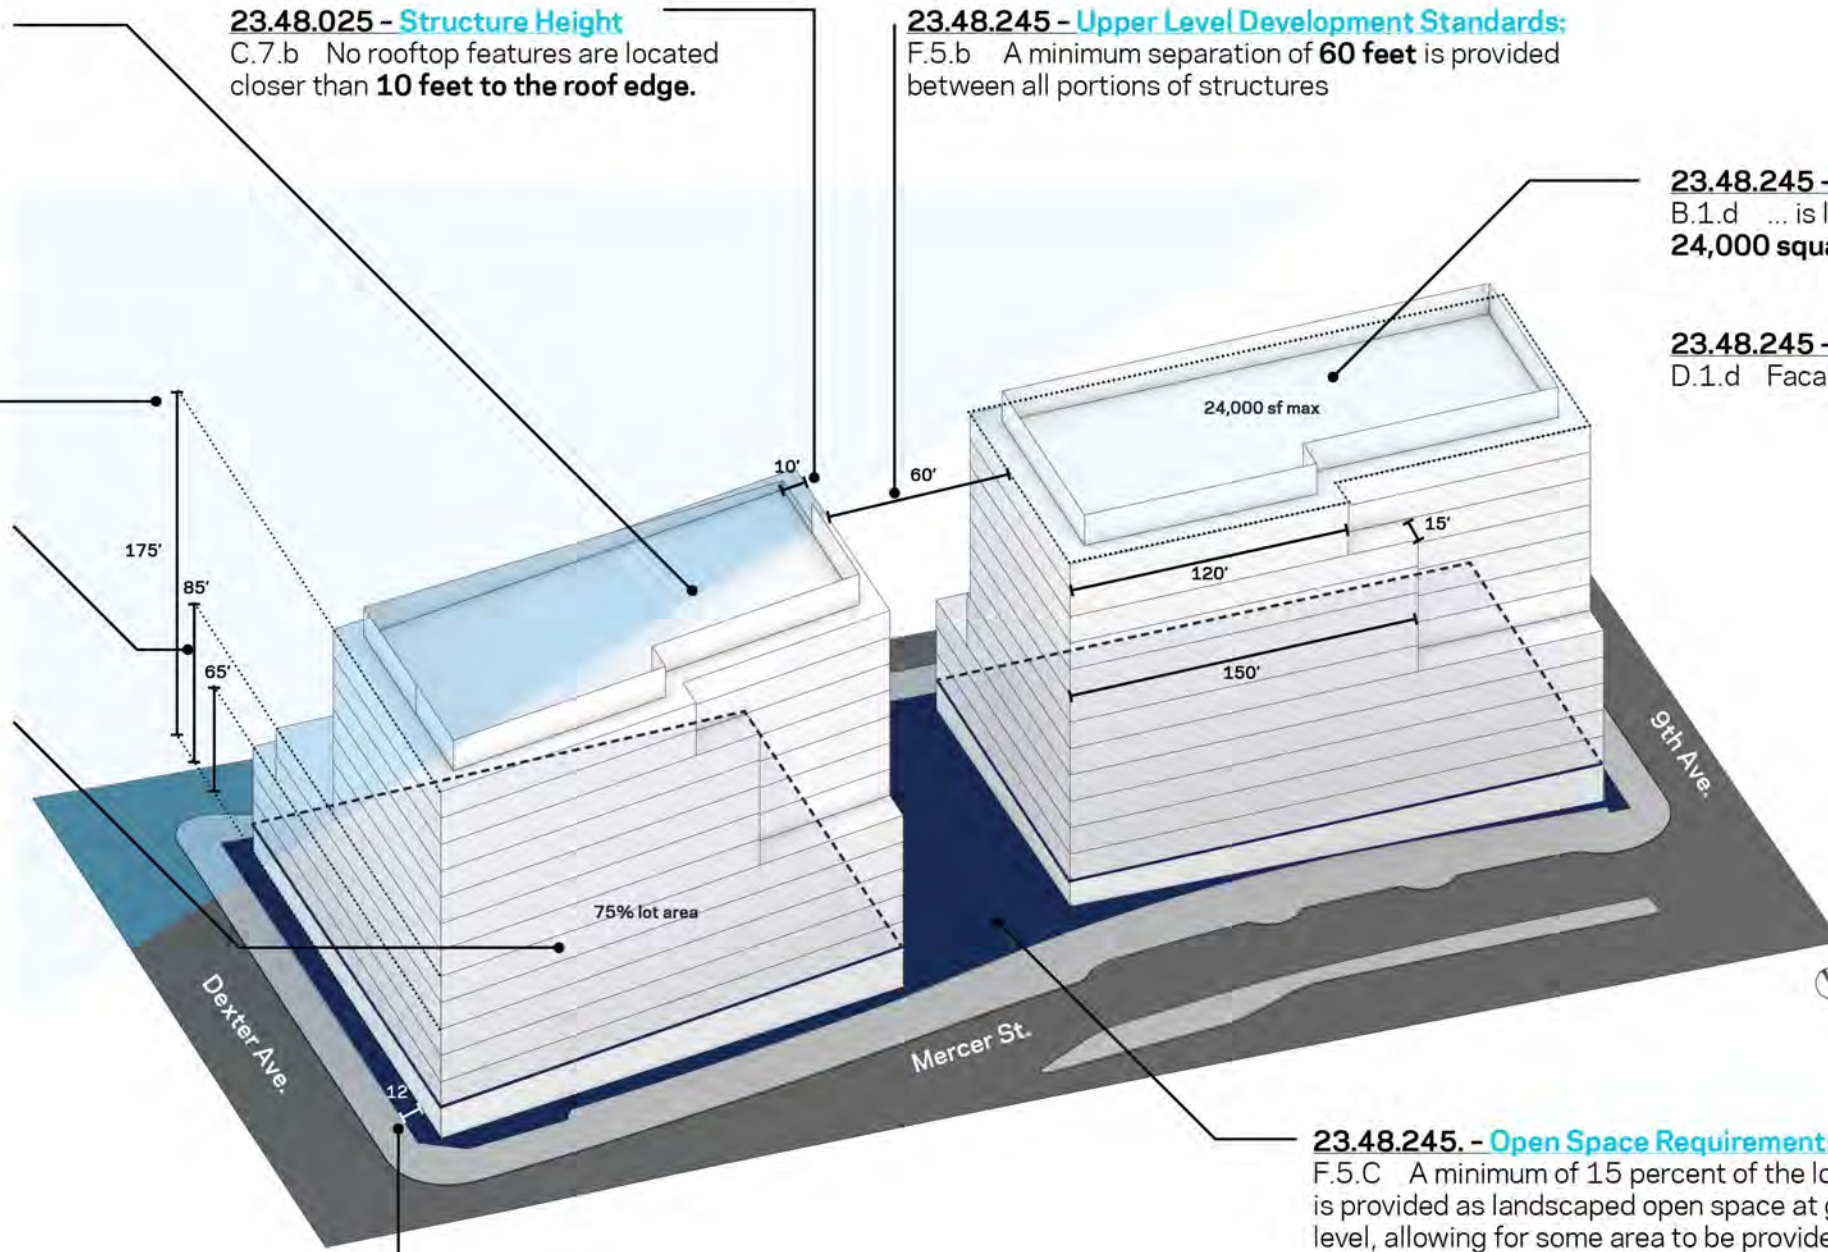 23.48.025 – Structure Height
C.7.b No rooftop features are located
closer than 10 feet to the roof edge.
23.48.245 – Upper Level Development Standards;
F.5.b A minimum separation of 60 feet is provided
between all portions of structures
23.48.245 –
B.1.d ... is l
24,000 squa
23.48.245 –
D.1.d Faca
24,000 sf max
10'
60'
15'
120'
150'
175'
85'
65'
75% lot area
9th Ave.
Dexter Ave.
Mercer St.
12'
23.48.245. – Open Space Requirements
F.5.C A minimum of 15 percent of the lo
is provided as landscaped open space at g
level, allowing for some area to be provide